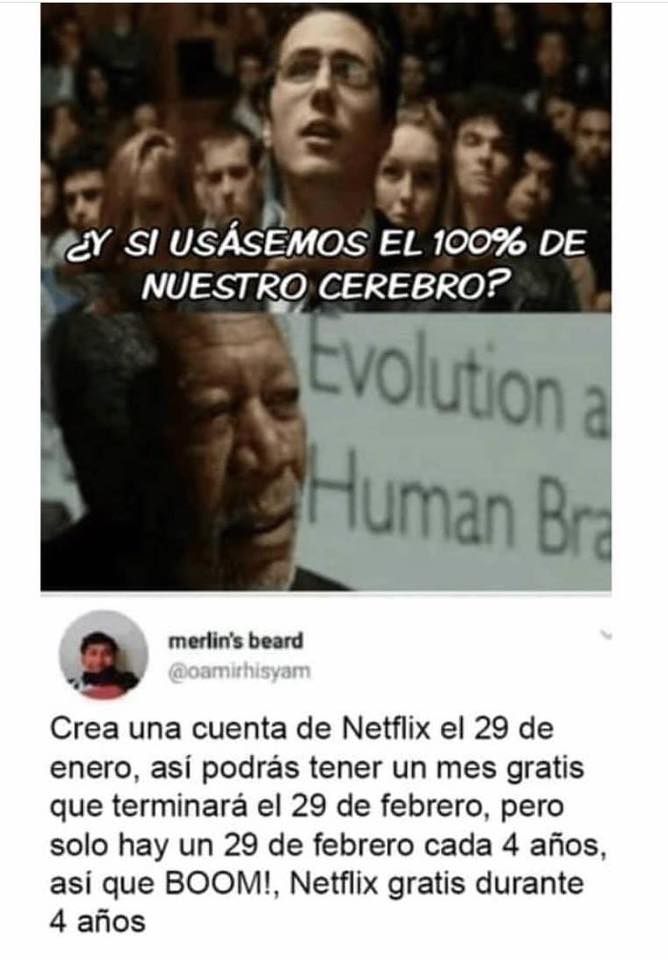 ¿Y SI USÁSEMOS EL 100% DE
NUESTRO CEREBRO?
Evolution a
Human Bra
merlin's beard
@oamirhisyam
Crea una cuenta de Netflix el 29 de
enero, así podrás tener un mes gratis
que terminará el 29 de febrero, pero
solo hay un 29 de febrero cada 4 años,
así que BOOM!, Netflix gratis durante
4 años